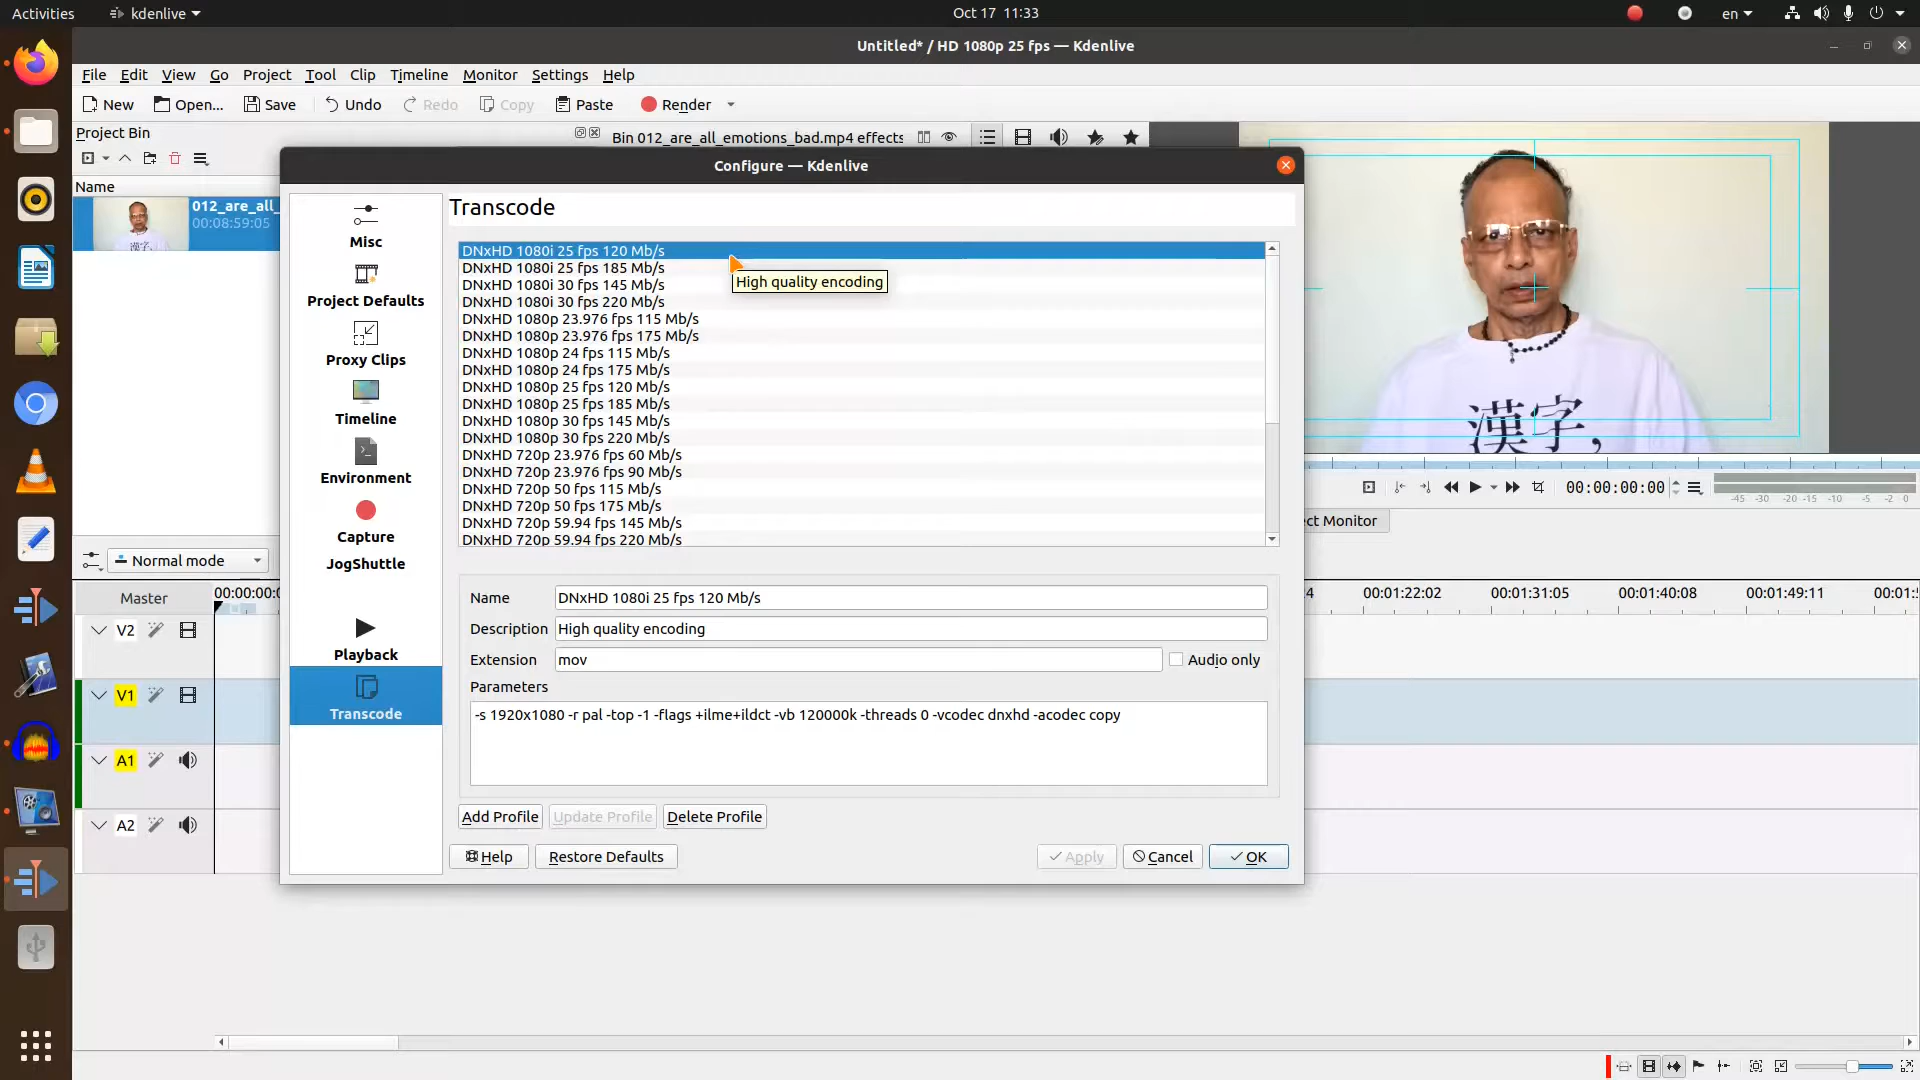 Activities
kdenlive
Oct 17 11:33
en
Untitled* / HD 1080p 25 fps — Kdenlive
File Edit View Go Project Tool Clip Timeline Monitor Settings Help
New Open... Save Undo Redo Copy Paste Render
Project Bin
Bin 012_are_all_emotions_bad.mp4 effects
Name
012_are_all_
00:08:59:05
Configure — Kdenlive
Misc
Project Defaults
Proxy Clips
Timeline
Environment
Capture
JogShuttle
Playback
Transcode
Transcode
DNxHD 1080i 25 fps 120 Mb/s
DNxHD 1080i 25 fps 185 Mb/s
High quality encoding
DNxHD 1080i 30 fps 145 Mb/s
DNxHD 1080i 30 fps 220 Mb/s
DNxHD 1080p 23.976 fps 115 Mb/s
DNxHD 1080p 23.976 fps 175 Mb/s
DNxHD 1080p 24 fps 115 Mb/s
DNxHD 1080p 24 fps 175 Mb/s
DNxHD 1080p 25 fps 120 Mb/s
DNxHD 1080p 25 fps 185 Mb/s
DNxHD 1080p 30 fps 145 Mb/s
DNxHD 1080p 30 fps 220 Mb/s
DNxHD 720p 23.976 fps 60 Mb/s
DNxHD 720p 23.976 fps 90 Mb/s
DNxHD 720p 50 fps 115 Mb/s
DNxHD 720p 50 fps 175 Mb/s
DNxHD 720p 59.94 fps 145 Mb/s
DNxHD 720p 59.94 fps 220 Mb/s
Name DNxHD 1080i 25 fps 120 Mb/s
Description High quality encoding
Extension mov Audio only
Parameters
-s 1920x1080 -r pal -top -1 -flags +ilme+ildct -vb 120000k -threads 0 -vcodec dnxhd -acodec copy
Add Profile Update Profile Delete Profile
Help Restore Defaults Apply Cancel OK
漢字,
00:00:00:00
-45 -30 -20 -15 -10 -5 -2 0
ct Monitor
Normal mode
Master
00:00:00:0
4 00:01:22:02 00:01:31:05 00:01:40:08 00:01:49:11 00:01:5
V2
V1
A1
A2